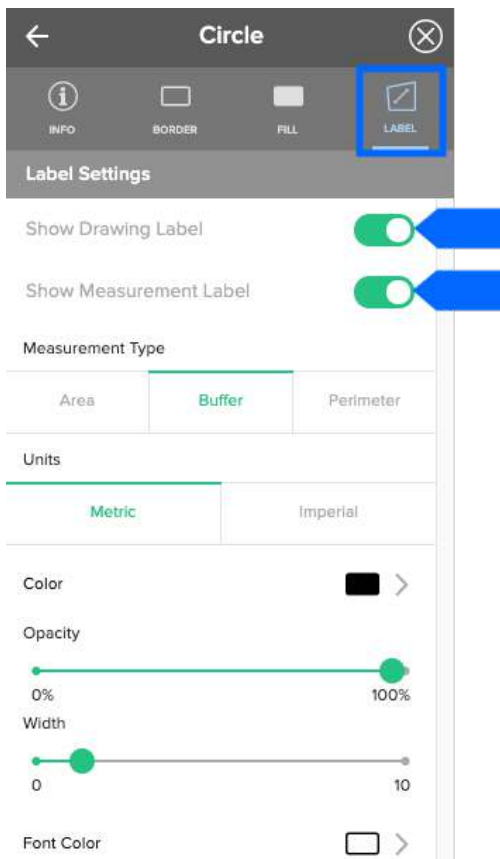 Circle
INFO BORDER FILL LABEL
Label Settings
Show Drawing Label
Show Measurement Label
Measurement Type
Area Buffer Perimeter
Units
Metric Imperial
Color
Opacity
0% 100%
Width
0 10
Font Color